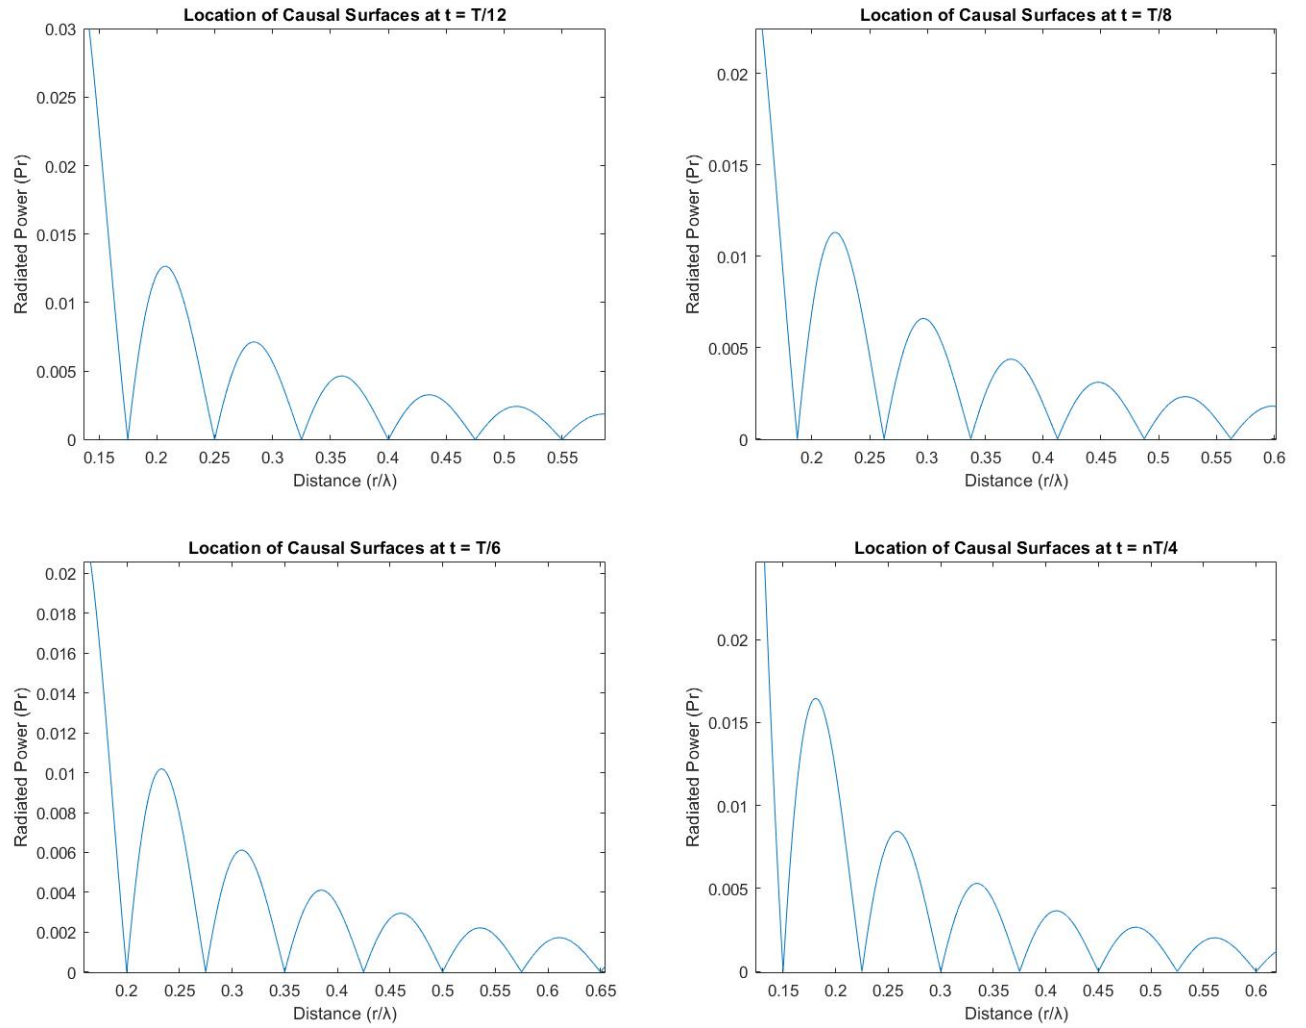 Location of Causal Surfaces at t = T/12
0.03
0.025
0.02
0.015
0.01
0.005
0
Radiated Power (Pr)
0.15 0.2 0.25 0.3 0.35 0.4 0.45 0.5 0.55
Distance (r/λ)
Location of Causal Surfaces at t = T/8
0.02
0.015
0.01
0.005
0
Radiated Power (Pr)
0.2 0.25 0.3 0.35 0.4 0.45 0.5 0.55 0.6
Distance (r/λ)
Location of Causal Surfaces at t = T/6
0.02
0.018
0.016
0.014
0.012
0.01
0.008
0.006
0.004
0.002
0
Radiated Power (Pr)
0.2 0.25 0.3 0.35 0.4 0.45 0.5 0.55 0.6 0.65
Distance (r/λ)
Location of Causal Surfaces at t = nT/4
0.02
0.015
0.01
0.005
0
Radiated Power (Pr)
0.15 0.2 0.25 0.3 0.35 0.4 0.45 0.5 0.55 0.6
Distance (r/λ)